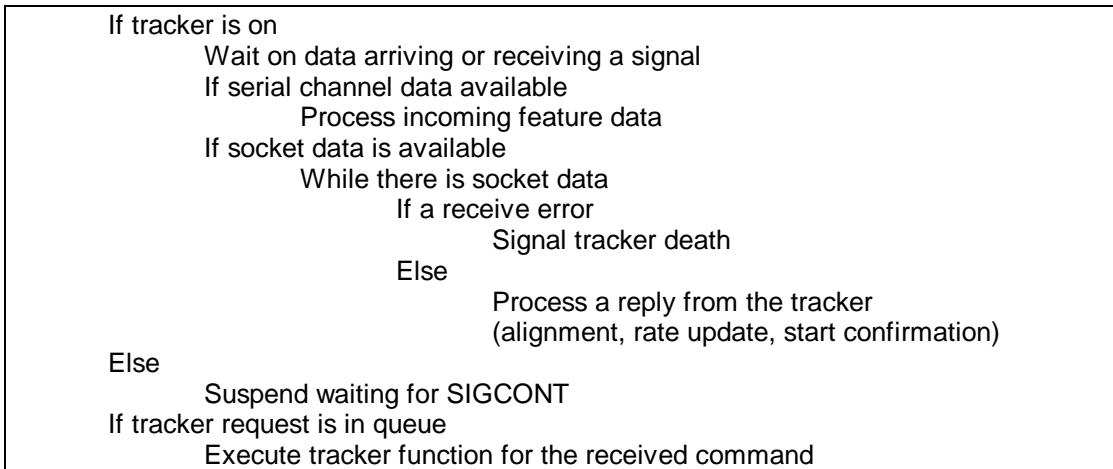 If tracker is on
Wait on data arriving or receiving a signal
If serial channel data available
Process incoming feature data
If socket data is available
While there is socket data
If a receive error
Signal tracker death
Else
Process a reply from the tracker
(alignment, rate update, start confirmation)
Else
Suspend waiting for SIGCONT
If tracker request is in queue
Execute tracker function for the received command